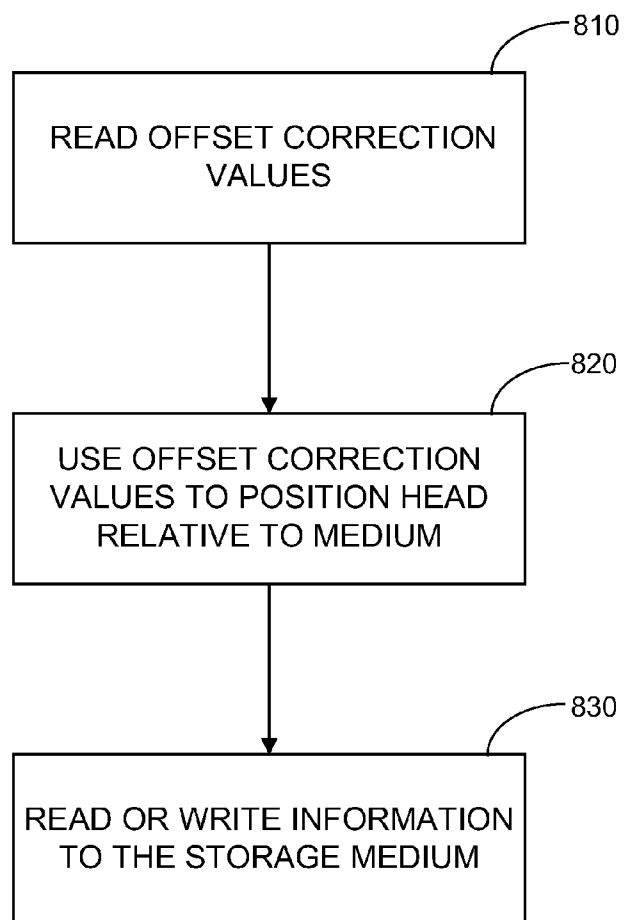 810
READ OFFSET CORRECTION
VALUES
820
USE OFFSET CORRECTION
VALUES TO POSITION HEAD
RELATIVE TO MEDIUM
830
READ OR WRITE INFORMATION
TO THE STORAGE MEDIUM